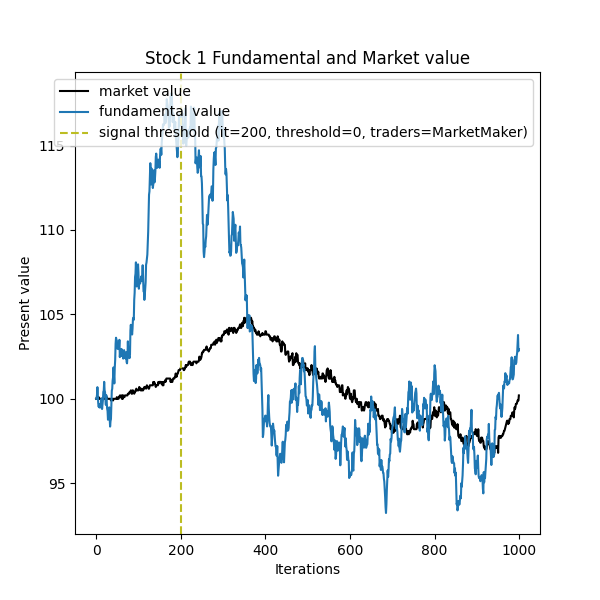 Stock 1 Fundamental and Market value
market value
fundamental value
signal threshold (it=200, threshold=0, traders=MarketMaker)
115
110
105
100
95
Present value
0 200 400 600 800 1000
Iterations